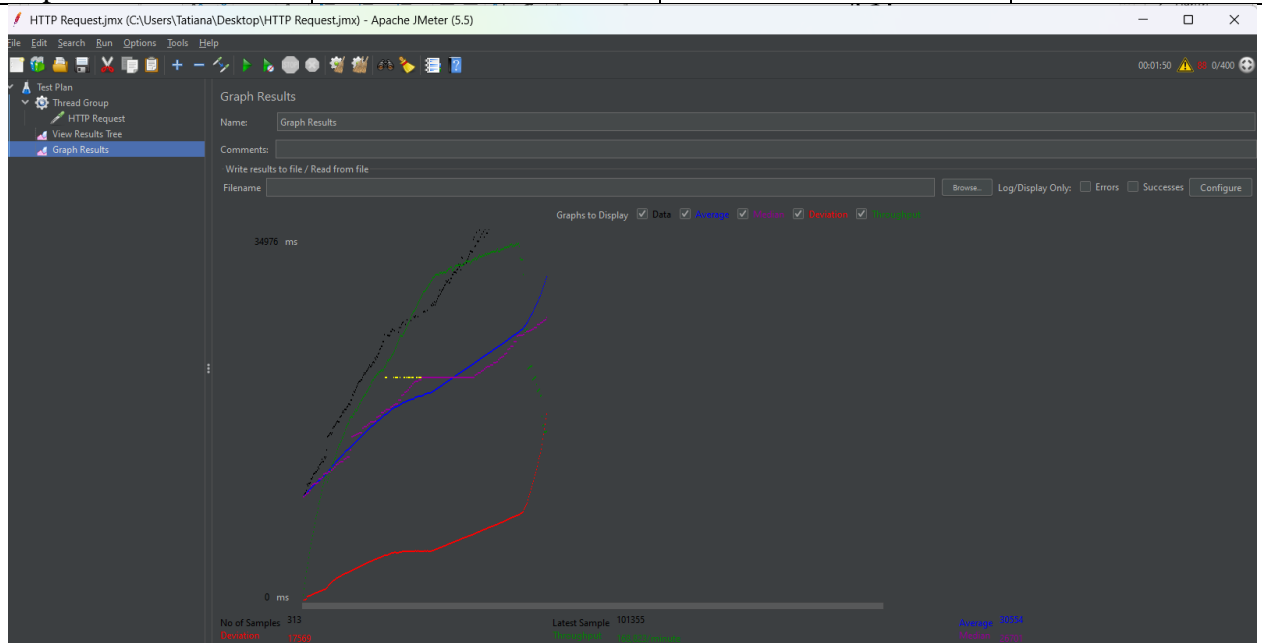 HTTP Request.jmx (C:\Users\Tatiana\Desktop\HTTP Request.jmx) - Apache JMeter (5.5)
File Edit Search Run Options Tools Help
00:01:50 0/400
Test Plan
Thread Group
HTTP Request
View Results Tree
Graph Results
Graph Results
Name: Graph Results
Comments:
Write results to file / Read from file
Filename Browse... Log/Display Only: Errors Successes Configure
Graphs to Display Data Average Median Deviation Throughput
34976 ms
0 ms
No of Samples 313 Latest Sample 101355 Average 30554
Deviation Throughput Median